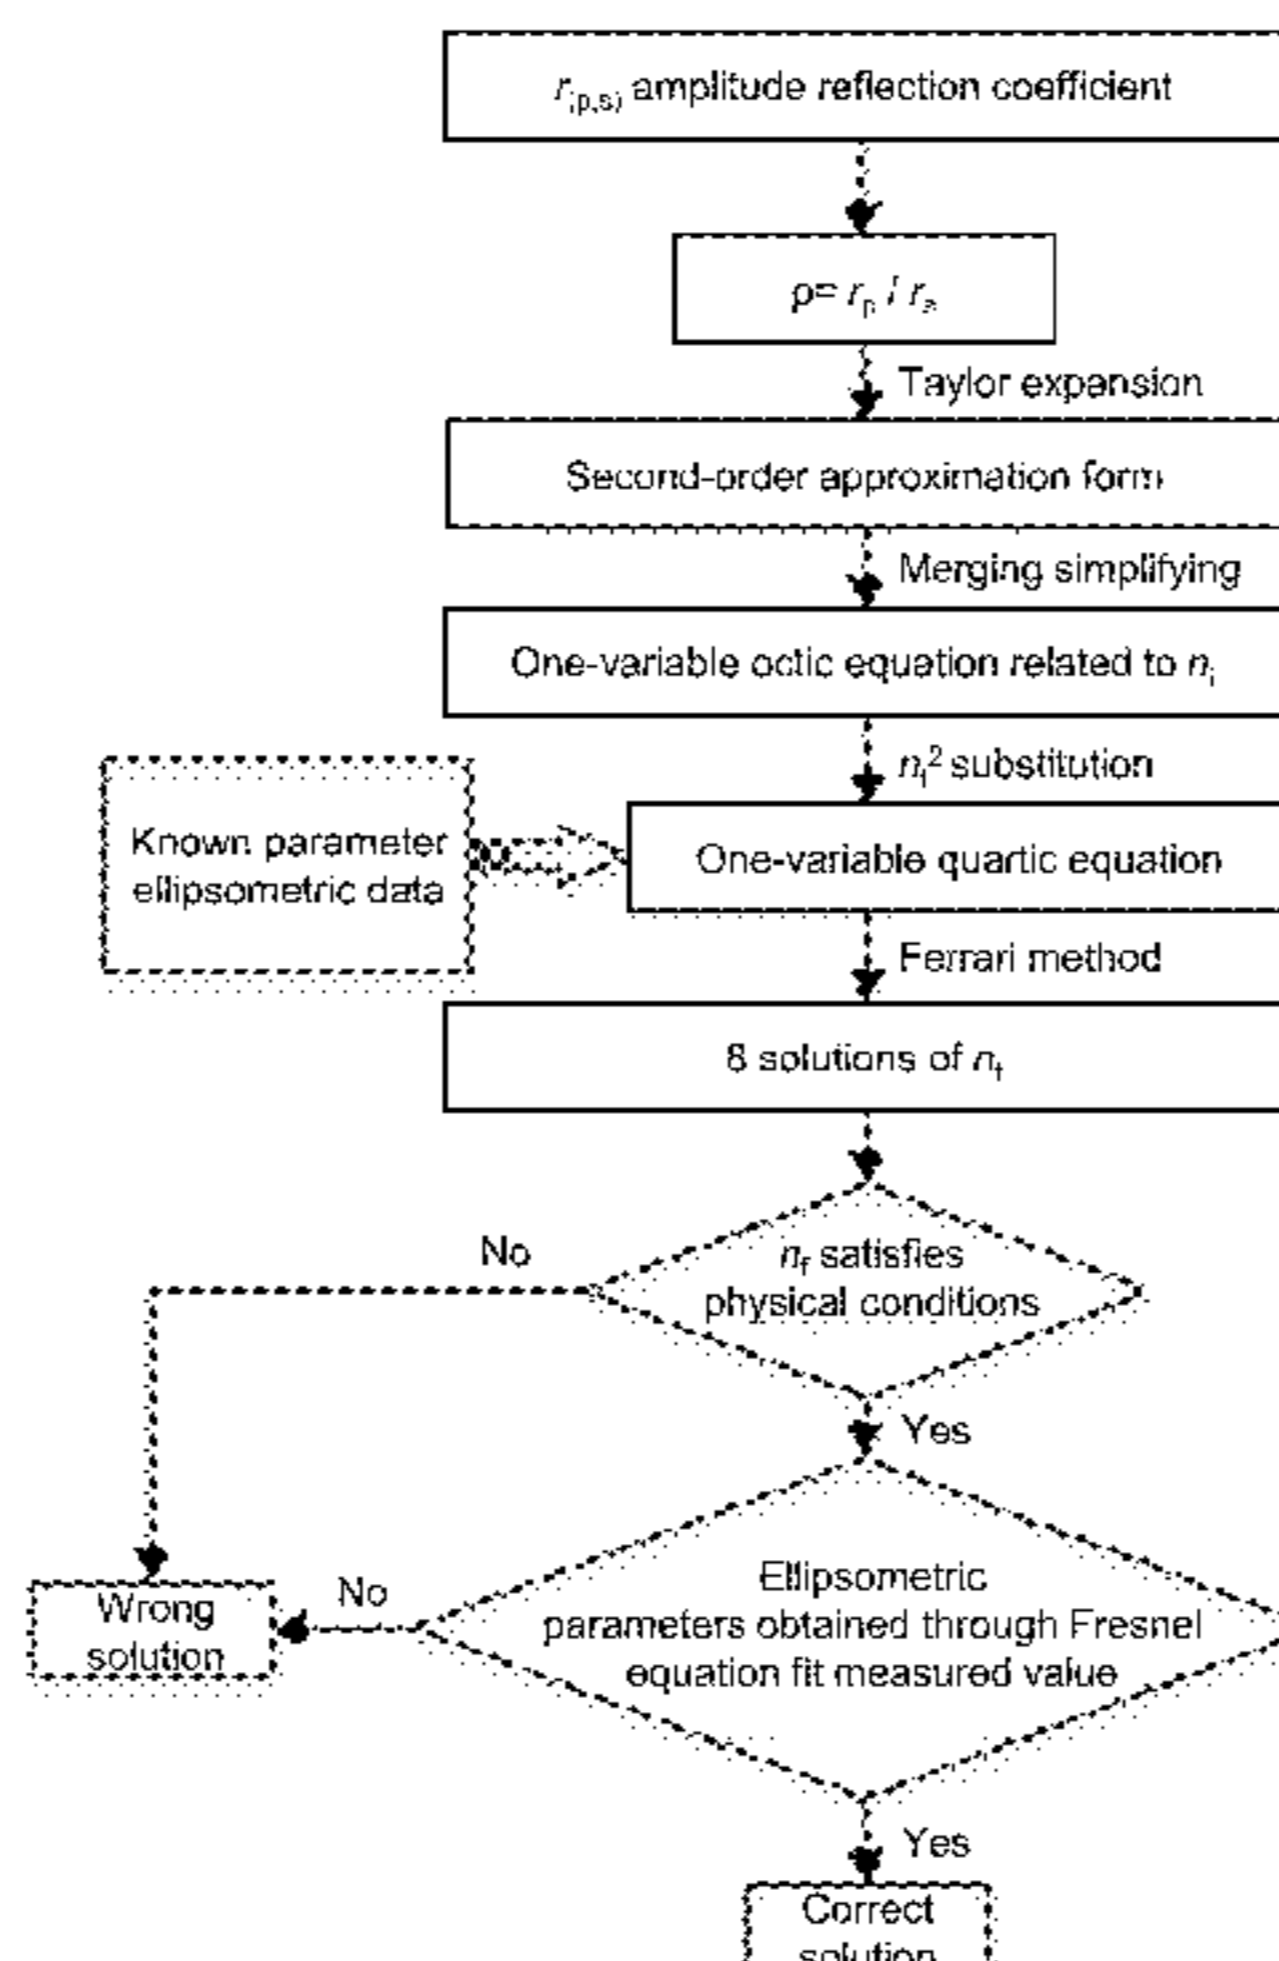 r(p,s) amplitude reflection coefficient
ρ= rp / rs
Taylor expansion
Second-order approximation form
Merging simplifying
One-variable octic equation related to nf
nf² substitution
Known parameter
ellipsometric data
One-variable quartic equation
Ferrari method
8 solutions of nf
No
nf satisfies
physical conditions
Yes
Ellipsometric
parameters obtained through Fresnel
equation fit measured value
No
Wrong
solution
Yes
Correct
solution